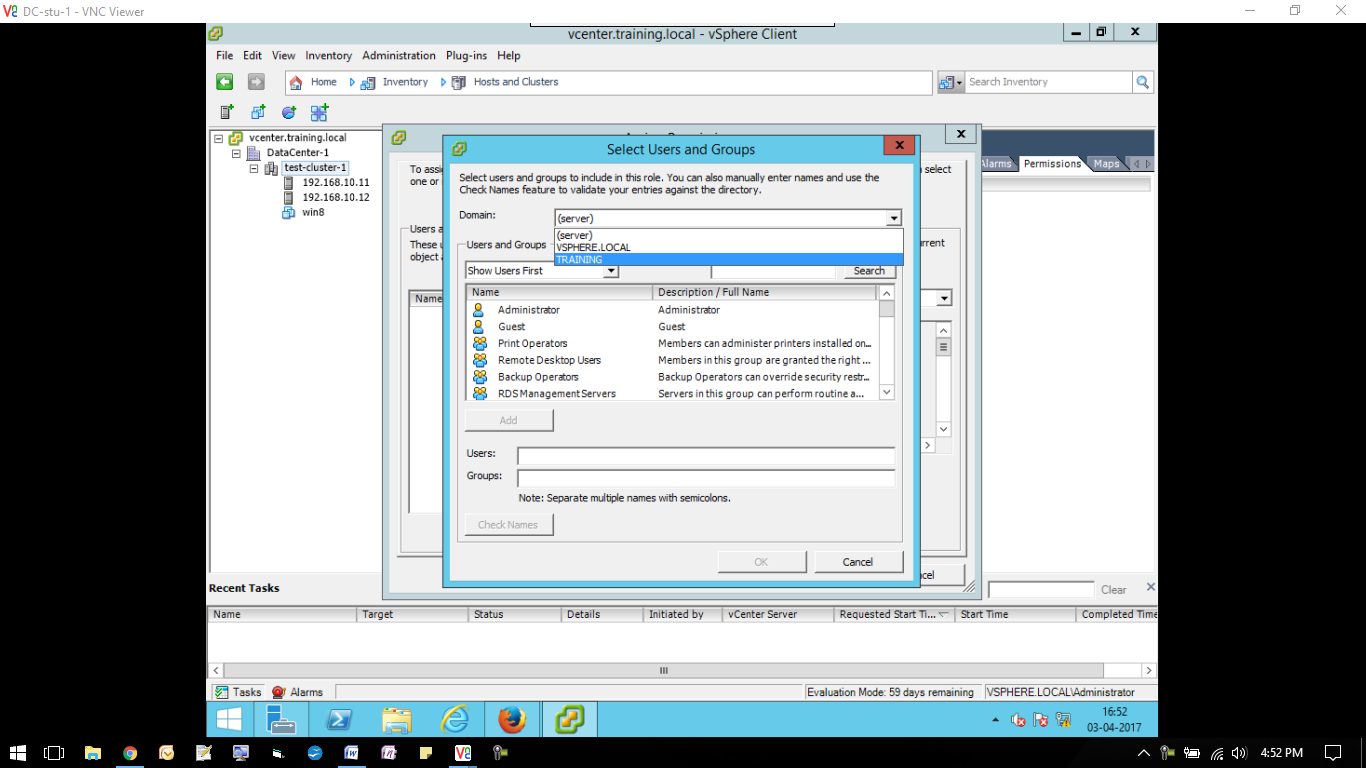 DC-stu-1 - VNC Viewer
vcenter.training.local - vSphere Client
File Edit View Inventory Administration Plug-ins Help
Home Inventory Hosts and Clusters
Search Inventory
vcenter.training.local
DataCenter-1
test-cluster-1
192.168.10.11
192.168.10.12
win8
Alarms Permissions Maps
select
one or
Users a
These u
object a
urrent
Name
Select Users and Groups
Select users and groups to include in this role. You can also manually enter names and use the
Check Names feature to validate your entries against the directory.
Domain: (server)
(server)
VSPHERE.LOCAL
TRAINING
Users and Groups
Show Users First Search
Name Description / Full Name
Administrator Administrator
Guest Guest
Print Operators Members can administer printers installed on...
Remote Desktop Users Members in this group are granted the right ...
Backup Operators Backup Operators can override security restr...
RDS Management Servers Servers in this group can perform routine a...
Add
Users:
Groups:
Note: Separate multiple names with semicolons.
Check Names
OK Cancel
cel
Recent Tasks Clear
Name Target Status Details Initiated by vCenter Server Requested Start Ti... Start Time Completed Time
Tasks Alarms Evaluation Mode: 59 days remaining VSPHERE.LOCAL\Administrator
16:52
03-04-2017
4:52 PM